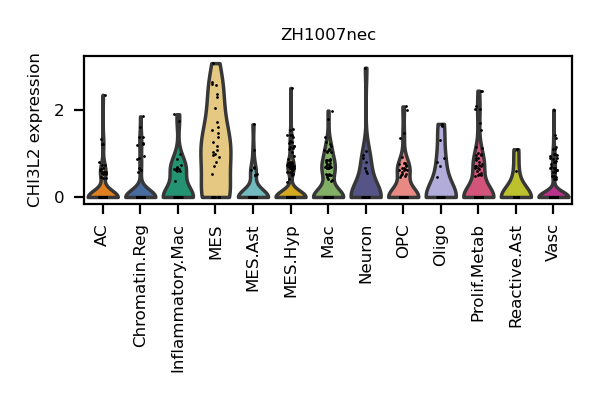 ZH1007nec
CHI3L2 expression
2
0
AC
Chromatin.Reg
Inflammatory.Mac
MES
MES.Ast
MES.Hyp
Mac
Neuron
OPC
Oligo
Prolif.Metab
Reactive.Ast
Vasc